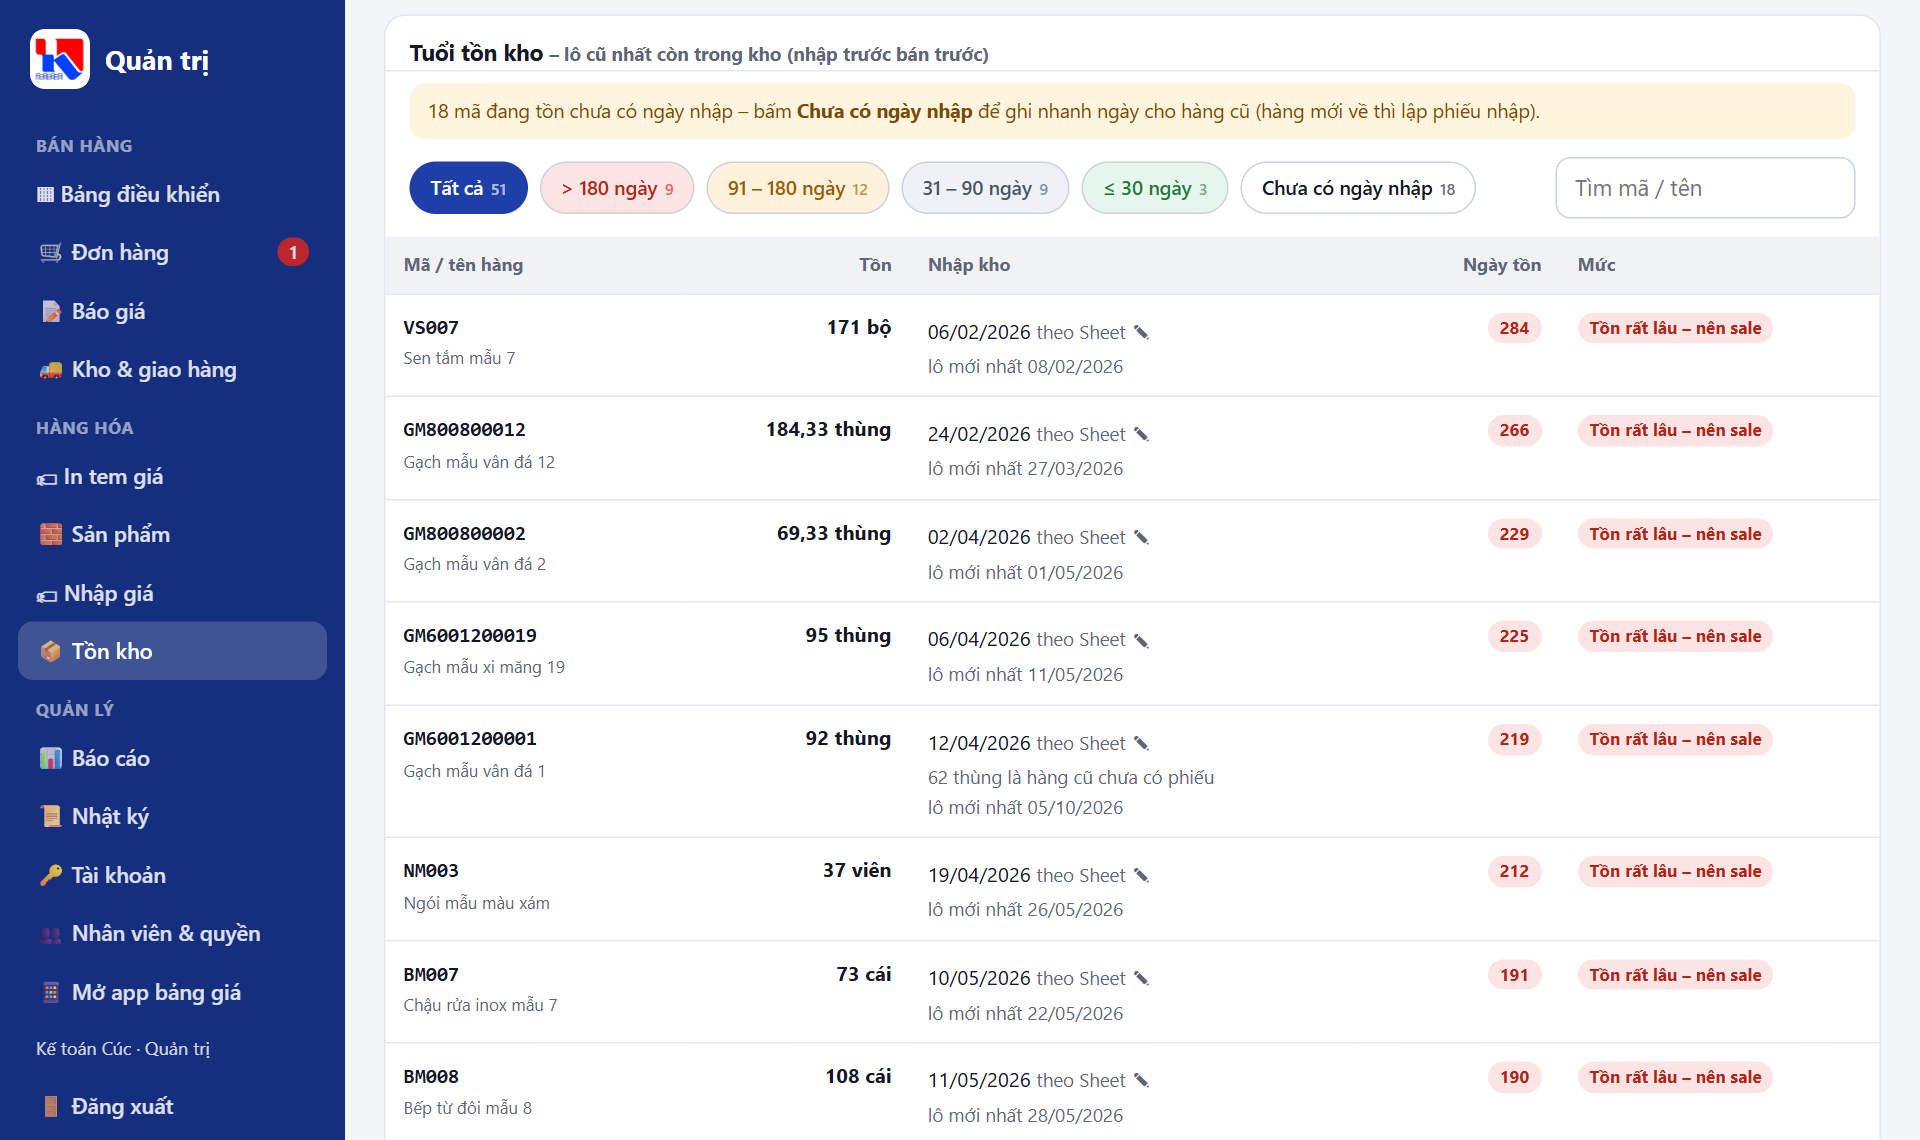 Quản trị
BÁN HÀNG
Bảng điều khiển
Đơn hàng 1
Báo giá
Kho & giao hàng
HÀNG HÓA
In tem giá
Sản phẩm
Nhập giá
Tồn kho
QUẢN LÝ
Báo cáo
Nhật ký
Tài khoản
Nhân viên & quyền
Mở app bảng giá
Kế toán Cúc · Quản trị
Đăng xuất
Tuổi tồn kho – lô cũ nhất còn trong kho (nhập trước bán trước)
18 mã đang tồn chưa có ngày nhập – bấm Chưa có ngày nhập để ghi nhanh ngày cho hàng cũ (hàng mới về thì lập phiếu nhập).
Tất cả 51 > 180 ngày 9 91 – 180 ngày 12 31 – 90 ngày 9 ≤ 30 ngày 3 Chưa có ngày nhập 18 Tìm mã / tên
Mã / tên hàng Tồn Nhập kho Ngày tồn Mức
VS007 171 bộ 06/02/2026 theo Sheet 284 Tồn rất lâu – nên sale
Sen tắm mẫu 7 lô mới nhất 08/02/2026
GM800800012 184,33 thùng 24/02/2026 theo Sheet 266 Tồn rất lâu – nên sale
Gạch mẫu vân đá 12 lô mới nhất 27/03/2026
GM800800002 69,33 thùng 02/04/2026 theo Sheet 229 Tồn rất lâu – nên sale
Gạch mẫu vân đá 2 lô mới nhất 01/05/2026
GM6001200019 95 thùng 06/04/2026 theo Sheet 225 Tồn rất lâu – nên sale
Gạch mẫu xi măng 19 lô mới nhất 11/05/2026
GM6001200001 92 thùng 12/04/2026 theo Sheet 219 Tồn rất lâu – nên sale
Gạch mẫu vân đá 1 62 thùng là hàng cũ chưa có phiếu
lô mới nhất 05/10/2026
NM003 37 viên 19/04/2026 theo Sheet 212 Tồn rất lâu – nên sale
Ngói mẫu màu xám lô mới nhất 26/05/2026
BM007 73 cái 10/05/2026 theo Sheet 191 Tồn rất lâu – nên sale
Chậu rửa inox mẫu 7 lô mới nhất 22/05/2026
BM008 108 cái 11/05/2026 theo Sheet 190 Tồn rất lâu – nên sale
Bếp từ đôi mẫu 8 lô mới nhất 28/05/2026